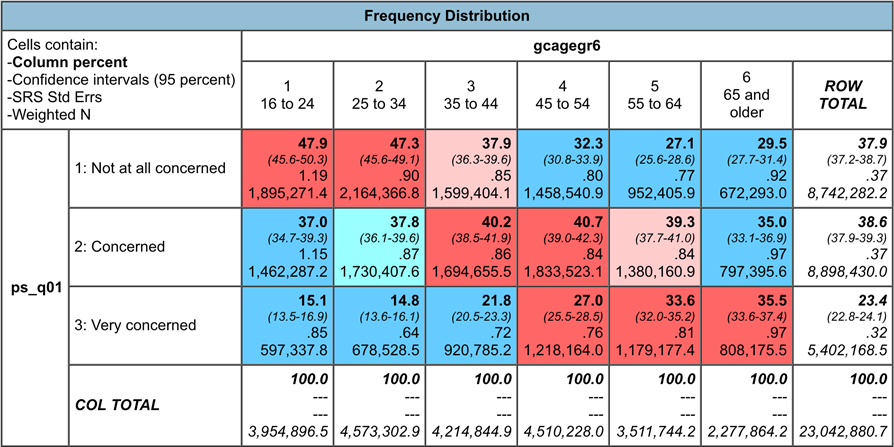 Frequency Distribution
Cells contain:
-Column percent
-Confidence intervals (95 percent)
-SRS Std Errs
-Weighted N
gcagegr6
1
16 to 24
2
25 to 34
3
35 to 44
4
45 to 54
5
55 to 64
6
65 and
older
ROW
TOTAL
ps_q01
1: Not at all concerned
47.9 47.3 37.9 32.3 27.1 29.5 37.9
(45.6-50.3) (45.6-49.1) (36.3-39.6) (30.8-33.9) (25.6-28.6) (27.7-31.4) (37.2-38.7)
1.19 .90 .85 .80 .77 .92 .37
1,895,271.4 2,164,366.8 1,599,404.1 1,458,540.9 952,405.9 672,293.0 8,742,282.2
2: Concerned
37.0 37.8 40.2 40.7 39.3 35.0 38.6
(34.7-39.3) (36.1-39.6) (38.5-41.9) (39.0-42.3) (37.7-41.0) (33.1-36.9) (37.9-39.3)
1.15 .87 .86 .84 .84 .97 .37
1,462,287.2 1,730,407.6 1,694,655.5 1,833,523.1 1,380,160.9 797,395.6 8,898,430.0
3: Very concerned
15.1 14.8 21.8 27.0 33.6 35.5 23.4
(13.5-16.9) (13.6-16.1) (20.5-23.3) (25.5-28.5) (32.0-35.2) (33.6-37.4) (22.8-24.1)
.85 .64 .72 .76 .81 .97 .32
597,337.8 678,528.5 920,785.2 1,218,164.0 1,179,177.4 808,175.5 5,402,168.5
COL TOTAL
100.0 100.0 100.0 100.0 100.0 100.0 100.0
--- --- --- --- --- --- ---
--- --- --- --- --- --- ---
3,954,896.5 4,573,302.9 4,214,844.9 4,510,228.0 3,511,744.2 2,277,864.2 23,042,880.7